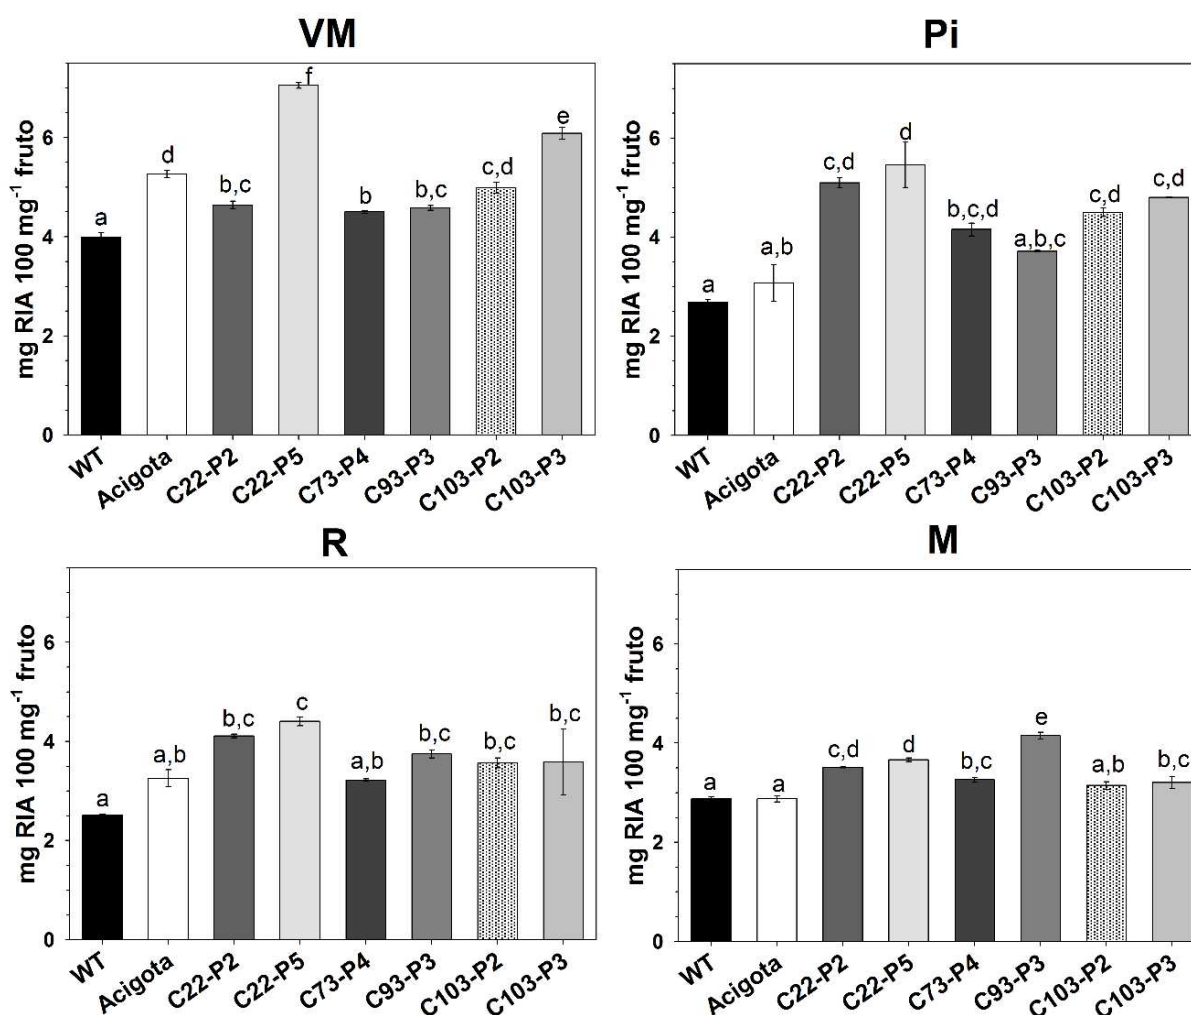 VM
mg RIA 100 mg⁻¹ fruto
6
4
2
0
a
d
b,c
f
b
b,c
c,d
e
WT
Acigota
C22-P2
C22-P5
C73-P4
C93-P3
C103-P2
C103-P3
Pi
mg RIA 100 mg⁻¹ fruto
6
4
2
0
a
a,b
c,d
d
b,c,d
a,b,c
c,d
c,d
WT
Acigota
C22-P2
C22-P5
C73-P4
C93-P3
C103-P2
C103-P3
R
mg RIA 100 mg⁻¹ fruto
6
4
2
0
a
a,b
b,c
c
a,b
b,c
b,c
b,c
WT
Acigota
C22-P2
C22-P5
C73-P4
C93-P3
C103-P2
C103-P3
M
mg RIA 100 mg⁻¹ fruto
6
4
2
0
a
a
c,d
d
b,c
e
a,b
b,c
WT
Acigota
C22-P2
C22-P5
C73-P4
C93-P3
C103-P2
C103-P3